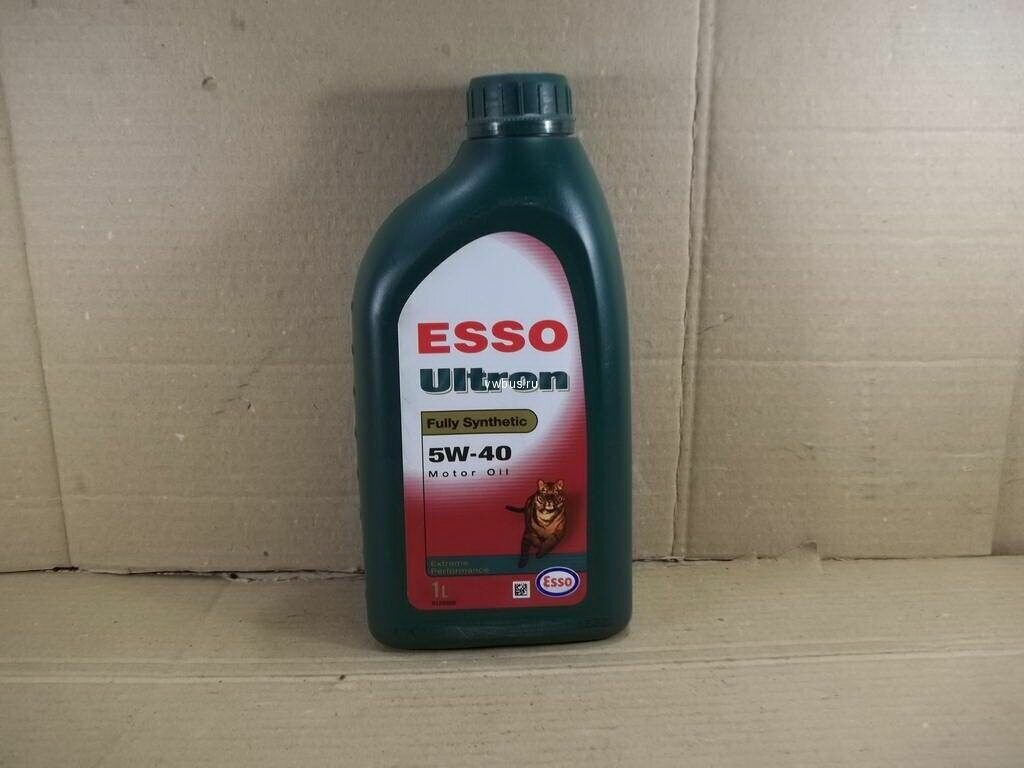 ESSO
Ultron
vwbus.ru
Fully Synthetic
5W-40
Motor Oil
Extreme
Performance
1L
Esso